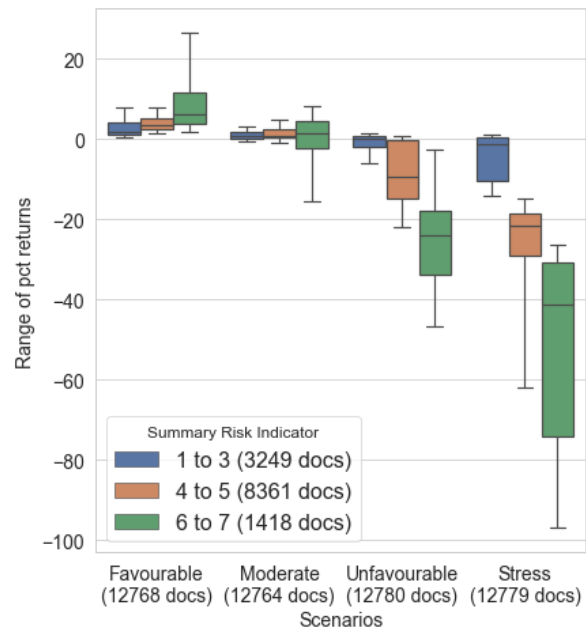 Range of pct returns
20
0
−20
−40
−60
−80
−100
Summary Risk Indicator
1 to 3 (3249 docs)
4 to 5 (8361 docs)
6 to 7 (1418 docs)
Favourable Moderate Unfavourable Stress
(12768 docs) (12764 docs) (12780 docs) (12779 docs)
Scenarios